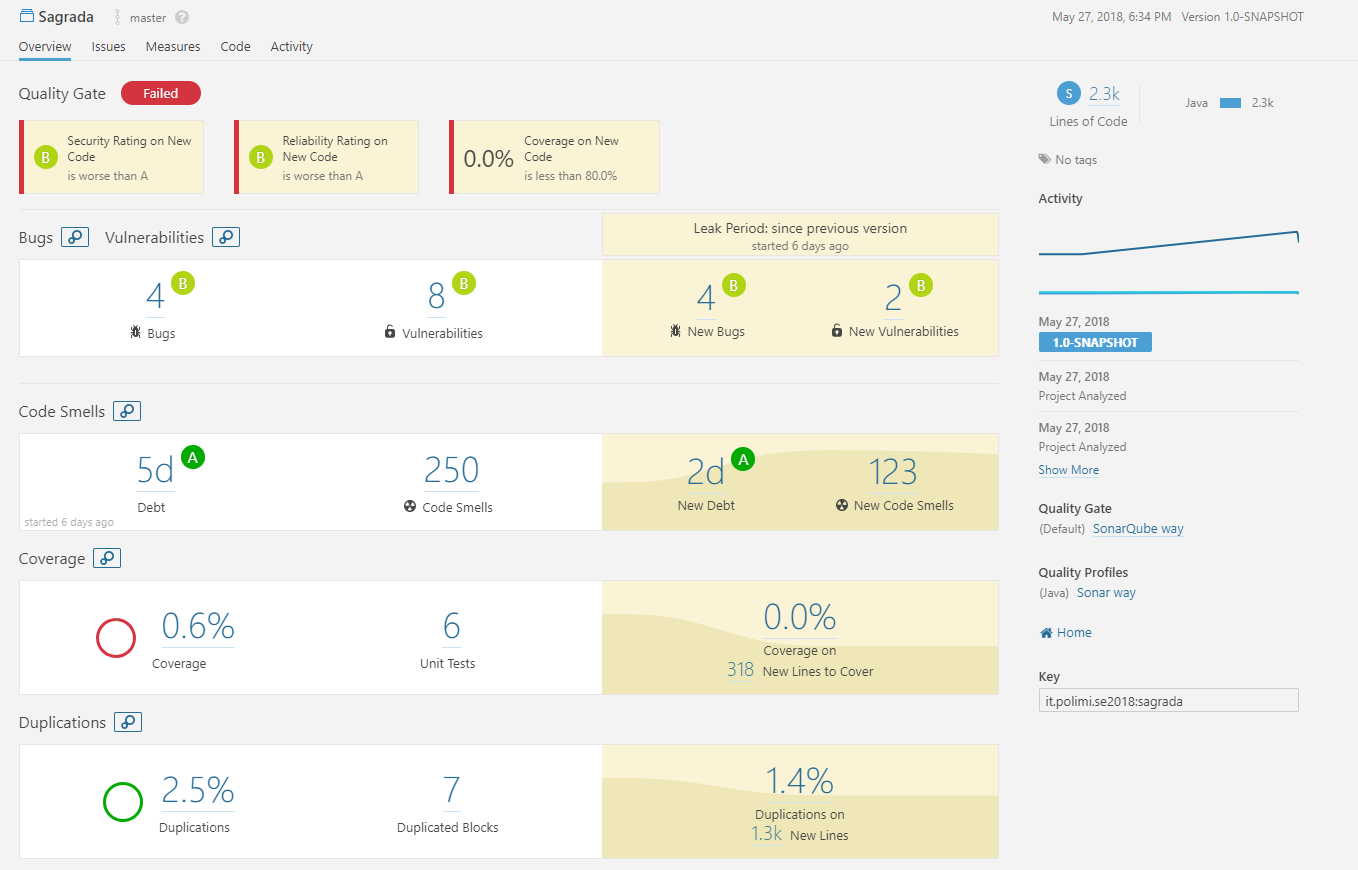 Sagrada master ?
May 27, 2018, 6:34 PM Version 1.0-SNAPSHOT
Overview Issues Measures Code Activity
Quality Gate Failed
B Security Rating on New
Code
is worse than A
B Reliability Rating on
New Code
is worse than A
0.0% Coverage on New
Code
is less than 80.0%
Bugs Vulnerabilities
Leak Period: since previous version
started 6 days ago
4 B
Bugs
8 B
Vulnerabilities
4 B
New Bugs
2 B
New Vulnerabilities
Code Smells
5d A
Debt
started 6 days ago
250
Code Smells
2d A
New Debt
123
New Code Smells
Coverage
0.6%
Coverage
6
Unit Tests
0.0%
Coverage on
318 New Lines to Cover
Duplications
2.5%
Duplications
7
Duplicated Blocks
1.4%
Duplications on
1.3k New Lines
S 2.3k
Lines of Code
Java 2.3k
No tags
Activity
May 27, 2018
1.0-SNAPSHOT
May 27, 2018
Project Analyzed
May 27, 2018
Project Analyzed
Show More
Quality Gate
(Default) SonarQube way
Quality Profiles
(Java) Sonar way
Home
Key
it.polimi.se2018:sagrada